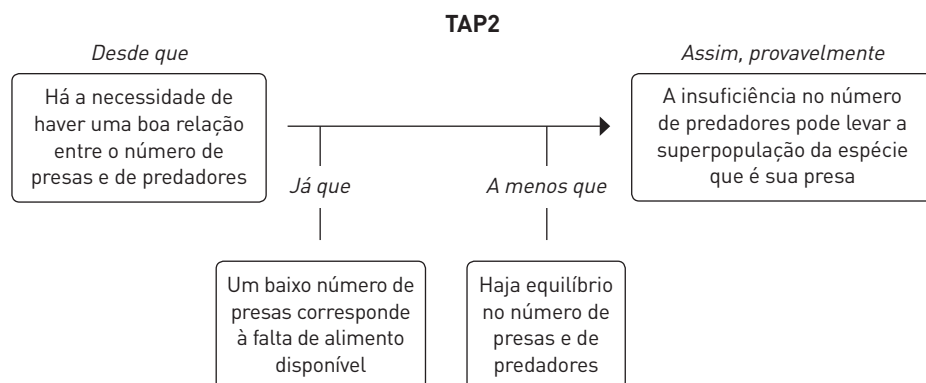 TAP2
Desde que
Há a necessidade de
haver uma boa relação
entre o número de
presas e de predadores
Assim, provavelmente
A insuficiência no número
de predadores pode levar a
superpopulação da espécie
que é sua presa
Já que
A menos que
Um baixo número de
presas corresponde
à falta de alimento
disponível
Haja equilíbrio
no número de
presas e de
predadores